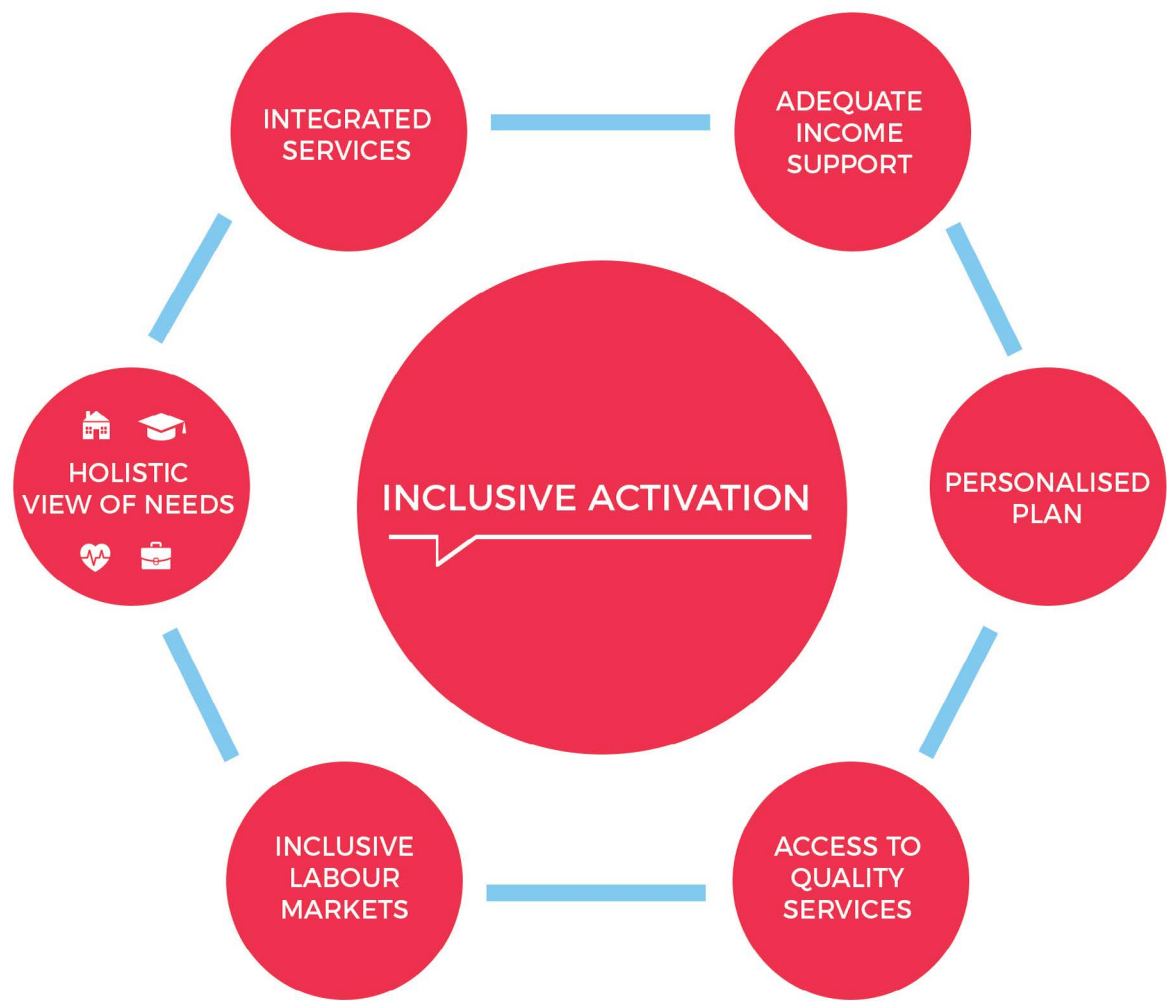 INTEGRATED
SERVICES
ADEQUATE
INCOME
SUPPORT
HOLISTIC
VIEW OF NEEDS
INCLUSIVE ACTIVATION
PERSONALISED
PLAN
INCLUSIVE
LABOUR
MARKETS
ACCESS TO
QUALITY
SERVICES